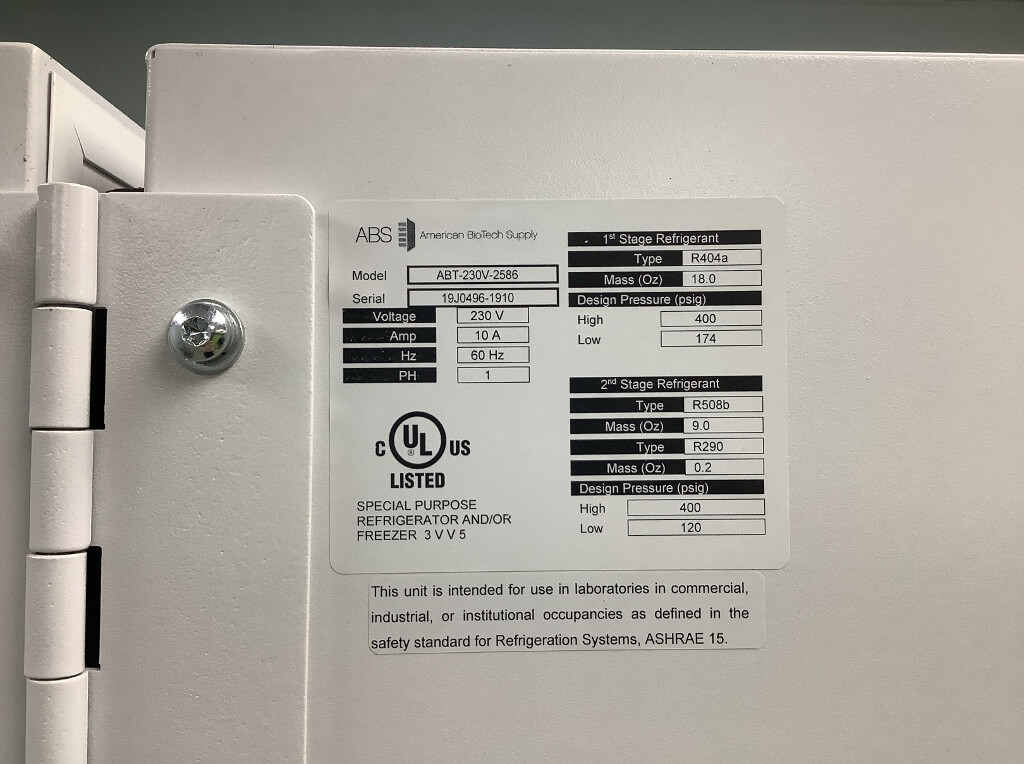 ABS American BioTech Supply
Model ABT-230V-2586
Serial 19J0496-1910
Voltage 230 V
Amp 10 A
Hz 60 Hz
PH 1
C UL® US
LISTED
SPECIAL PURPOSE
REFRIGERATOR AND/OR
FREEZER 3 V V 5
1st Stage Refrigerant
Type R404a
Mass (Oz) 18.0
Design Pressure (psig)
High 400
Low 174
2nd Stage Refrigerant
Type R508b
Mass (Oz) 9.0
Type R290
Mass (Oz) 0.2
Design Pressure (psig)
High 400
Low 120
This unit is intended for use in laboratories in commercial,
industrial, or institutional occupancies as defined in the
safety standard for Refrigeration Systems, ASHRAE 15.